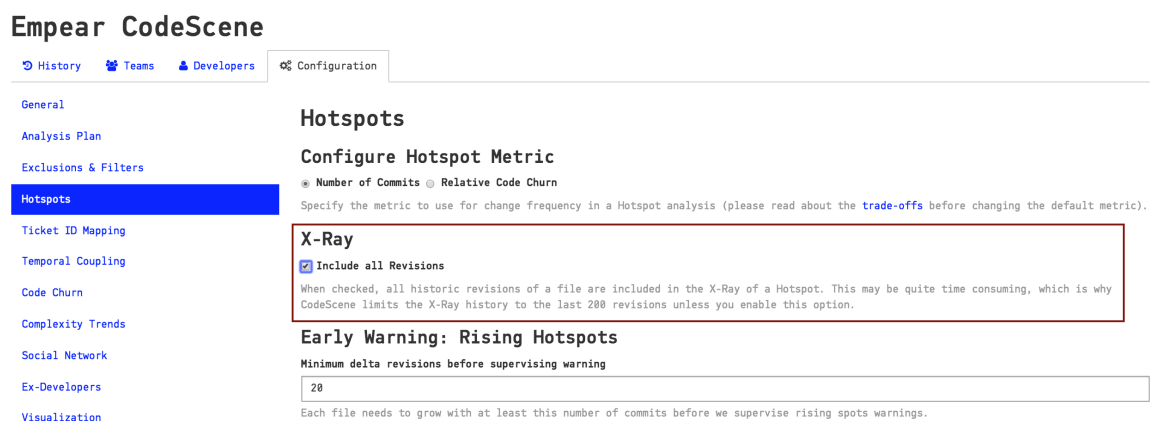 Empear CodeScene
History Teams Developers Configuration
General
Analysis Plan
Exclusions & Filters
Hotspots
Ticket ID Mapping
Temporal Coupling
Code Churn
Complexity Trends
Social Network
Ex-Developers
Visualization
Hotspots
Configure Hotspot Metric
Number of Commits Relative Code Churn
Specify the metric to use for change frequency in a Hotspot analysis (please read about the trade-offs before changing the default metric).
X-Ray
Include all Revisions
When checked, all historic revisions of a file are included in the X-Ray of a Hotspot. This may be quite time consuming, which is why
CodeScene limits the X-Ray history to the last 200 revisions unless you enable this option.
Early Warning: Rising Hotspots
Minimum delta revisions before supervising warning
20
Each file needs to grow with at least this number of commits before we supervise rising spots warnings.